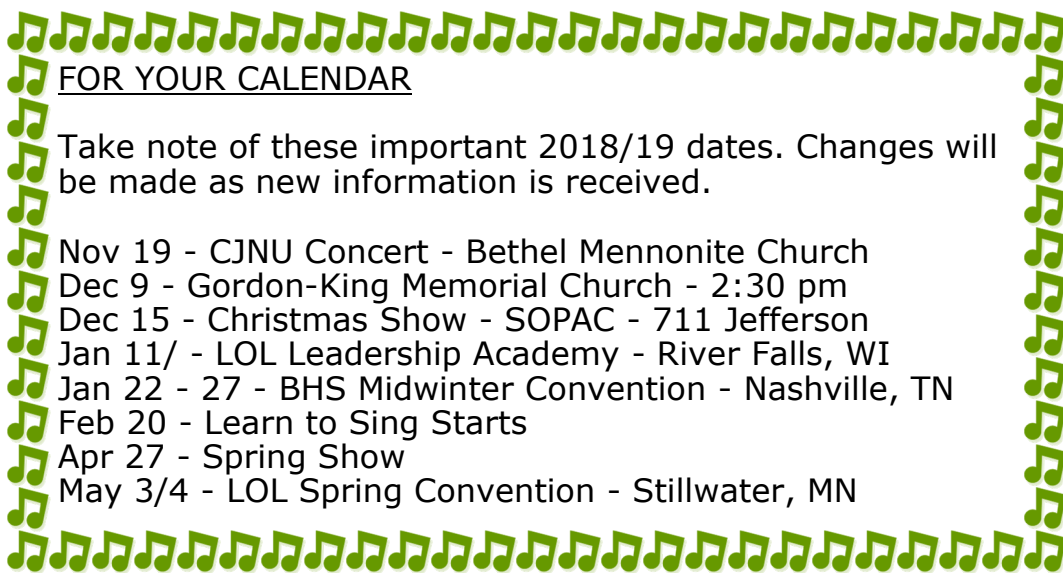 FOR YOUR CALENDAR
Take note of these important 2018/19 dates. Changes will
be made as new information is received.
Nov 19 - CJNU Concert - Bethel Mennonite Church
Dec 9 - Gordon-King Memorial Church - 2:30 pm
Dec 15 - Christmas Show - SOPAC - 711 Jefferson
Jan 11/ - LOL Leadership Academy - River Falls, WI
Jan 22 - 27 - BHS Midwinter Convention - Nashville, TN
Feb 20 - Learn to Sing Starts
Apr 27 - Spring Show
May 3/4 - LOL Spring Convention - Stillwater, MN